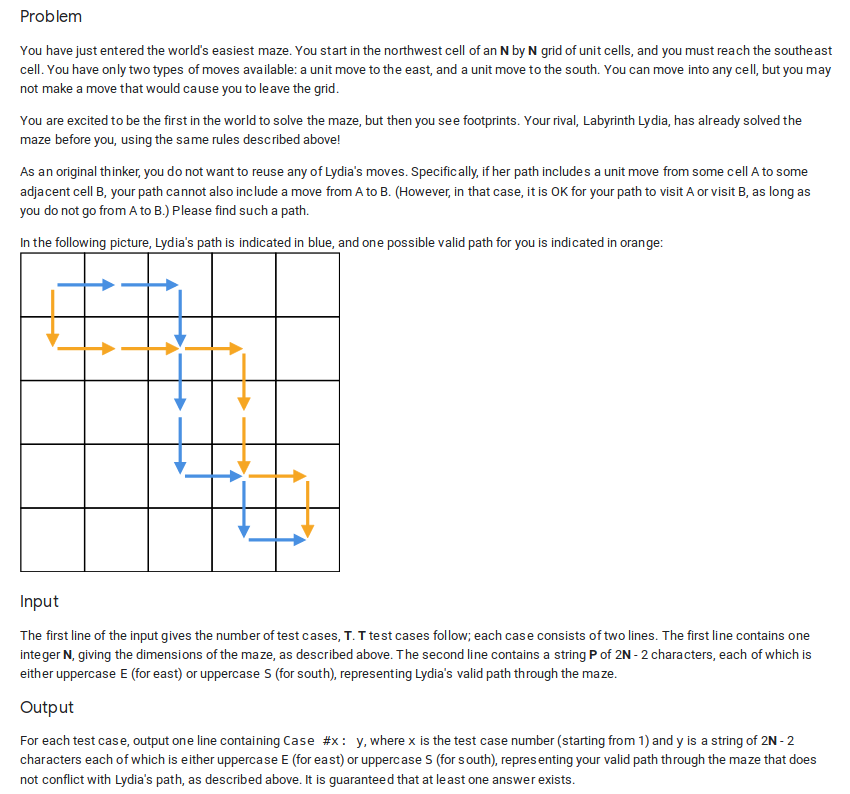 Problem
You have just entered the world's easiest maze. You start in the northwest cell of an N by N grid of unit cells, and you must reach the southeast
cell. You have only two types of moves available: a unit move to the east, and a unit move to the south. You can move into any cell, but you may
not make a move that would cause you to leave the grid.
You are excited to be the first in the world to solve the maze, but then you see footprints. Your rival, Labyrinth Lydia, has already solved the
maze before you, using the same rules described above!
As an original thinker, you do not want to reuse any of Lydia's moves. Specifically, if her path includes a unit move from some cell A to some
adjacent cell B, your path cannot also include a move from A to B. (However, in that case, it is OK for your path to visit A or visit B, as long as
you do not go from A to B.) Please find such a path.
In the following picture, Lydia's path is indicated in blue, and one possible valid path for you is indicated in orange:
Input
The first line of the input gives the number of test cases, T. T test cases follow; each case consists of two lines. The first line contains one
integer N, giving the dimensions of the maze, as described above. The second line contains a string P of 2N - 2 characters, each of which is
either uppercase E (for east) or uppercase S (for south), representing Lydia's valid path through the maze.
Output
For each test case, output one line containing Case #x: y, where x is the test case number (starting from 1) and y is a string of 2N - 2
characters each of which is either uppercase E (for east) or uppercase S (for south), representing your valid path through the maze that does
not conflict with Lydia's path, as described above. It is guaranteed that at least one answer exists.